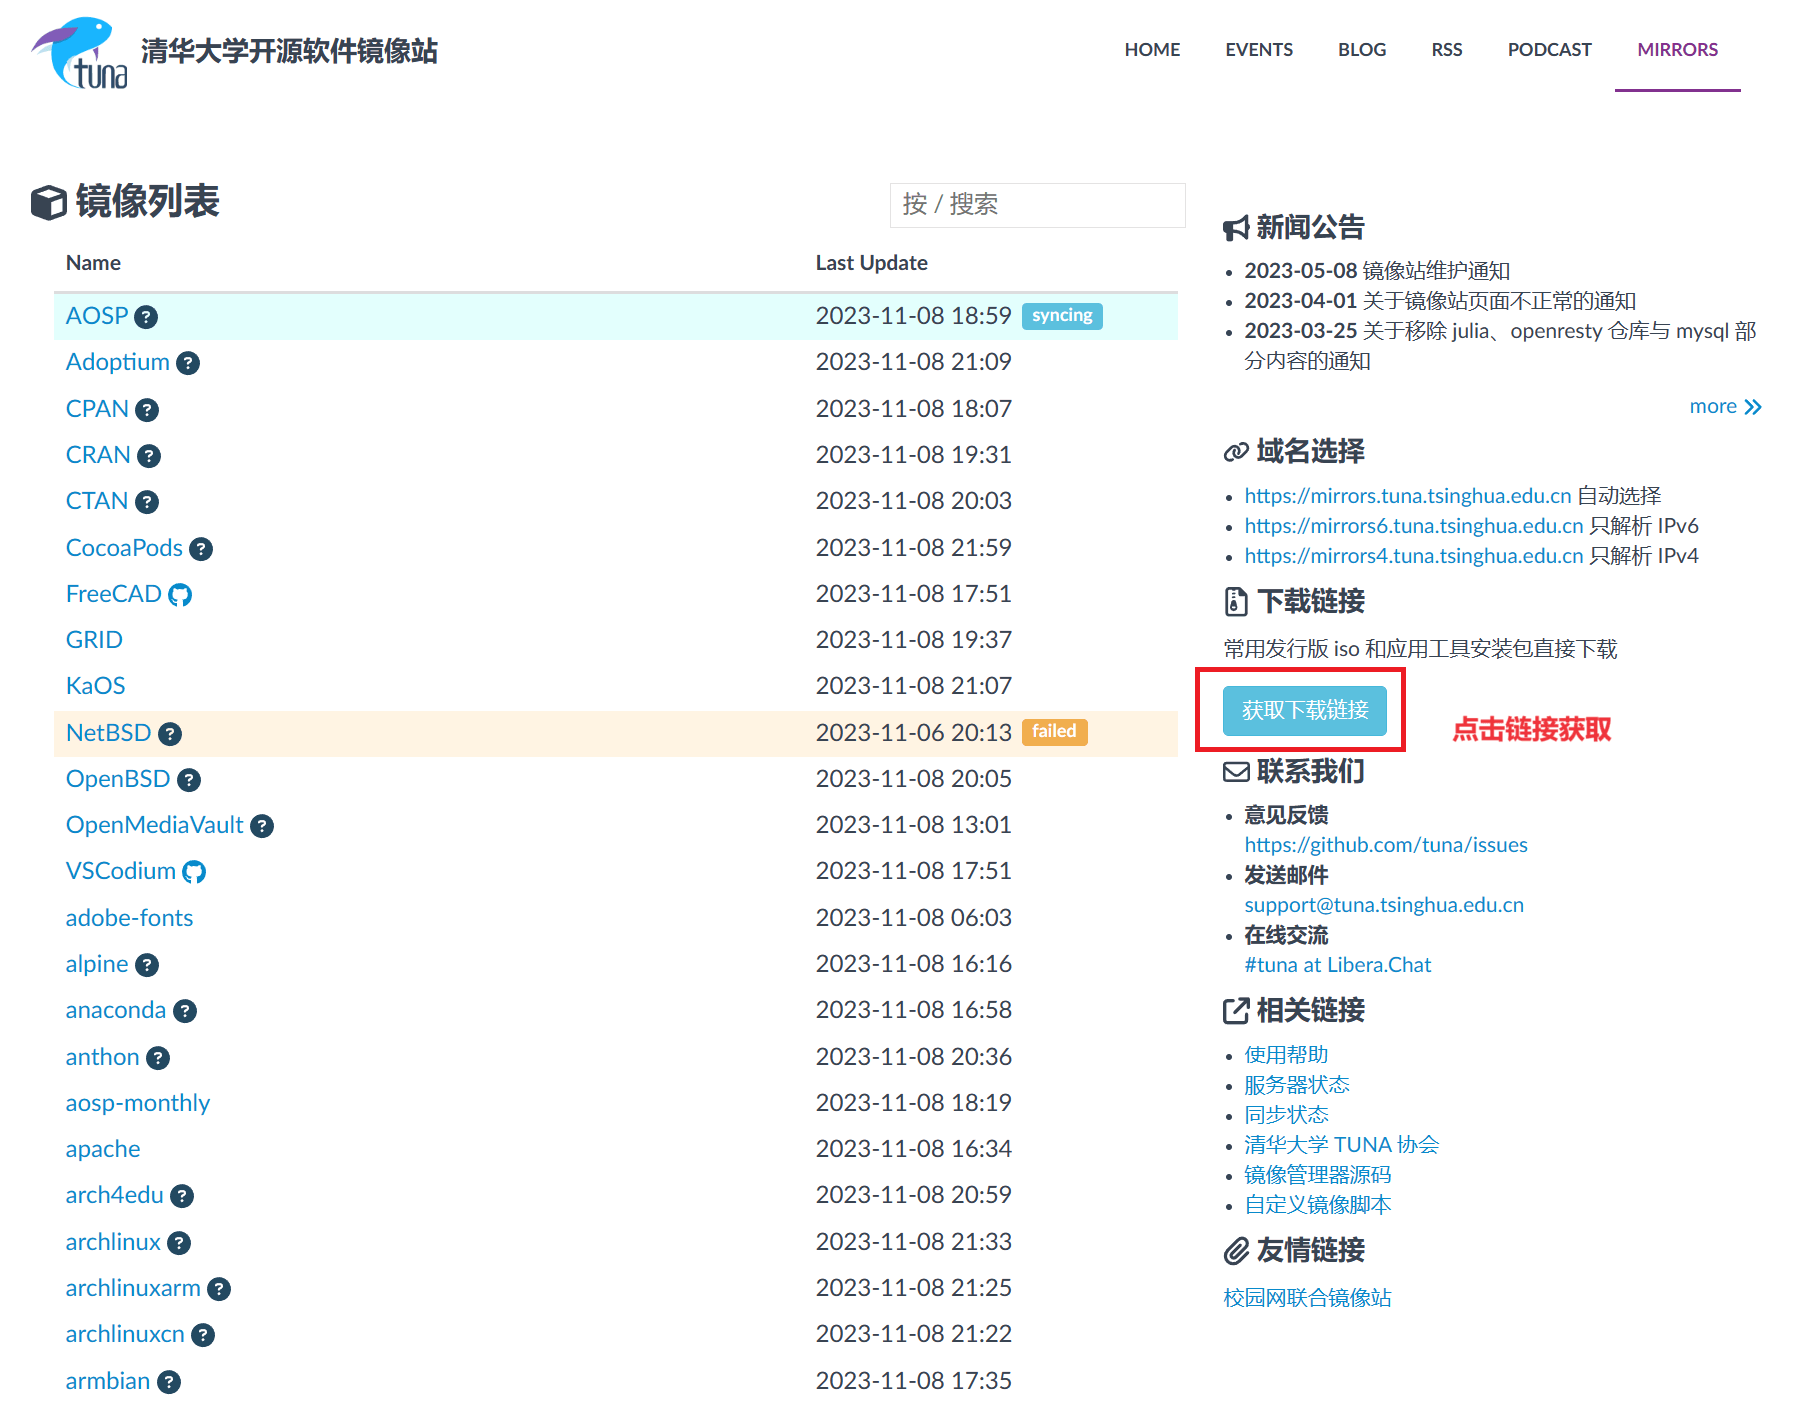 tuna
清华大学开源软件镜像站
HOME EVENTS BLOG RSS PODCAST MIRRORS
镜像列表
按 / 搜索
Name Last Update
AOSP ? 2023-11-08 18:59 syncing
Adoptium ? 2023-11-08 21:09
CPAN ? 2023-11-08 18:07
CRAN ? 2023-11-08 19:31
CTAN ? 2023-11-08 20:03
CocoaPods ? 2023-11-08 21:59
FreeCAD 2023-11-08 17:51
GRID 2023-11-08 19:37
KaOS 2023-11-08 21:07
NetBSD ? 2023-11-06 20:13 failed
OpenBSD ? 2023-11-08 20:05
OpenMediaVault ? 2023-11-08 13:01
VSCodium 2023-11-08 17:51
adobe-fonts 2023-11-08 06:03
alpine ? 2023-11-08 16:16
anaconda ? 2023-11-08 16:58
anthon ? 2023-11-08 20:36
aosp-monthly 2023-11-08 18:19
apache 2023-11-08 16:34
arch4edu ? 2023-11-08 20:59
archlinux ? 2023-11-08 21:33
archlinuxarm ? 2023-11-08 21:25
archlinuxcn ? 2023-11-08 21:22
armbian ? 2023-11-08 17:35
新闻公告
2023-05-08 镜像站维护通知
2023-04-01 关于镜像站页面不正常的通知
2023-03-25 关于移除 julia、openresty 仓库与 mysql 部
分内容的通知
more
域名选择
https://mirrors.tuna.tsinghua.edu.cn 自动选择
https://mirrors6.tuna.tsinghua.edu.cn 只解析 IPv6
https://mirrors4.tuna.tsinghua.edu.cn 只解析 IPv4
下载链接
常用发行版 iso 和应用工具安装包直接下载
获取下载链接
点击链接获取
联系我们
意见反馈
https://github.com/tuna/issues
发送邮件
support@tuna.tsinghua.edu.cn
在线交流
#tuna at Libera.Chat
相关链接
使用帮助
服务器状态
同步状态
清华大学 TUNA 协会
镜像管理器源码
自定义镜像脚本
友情链接
校园网联合镜像站